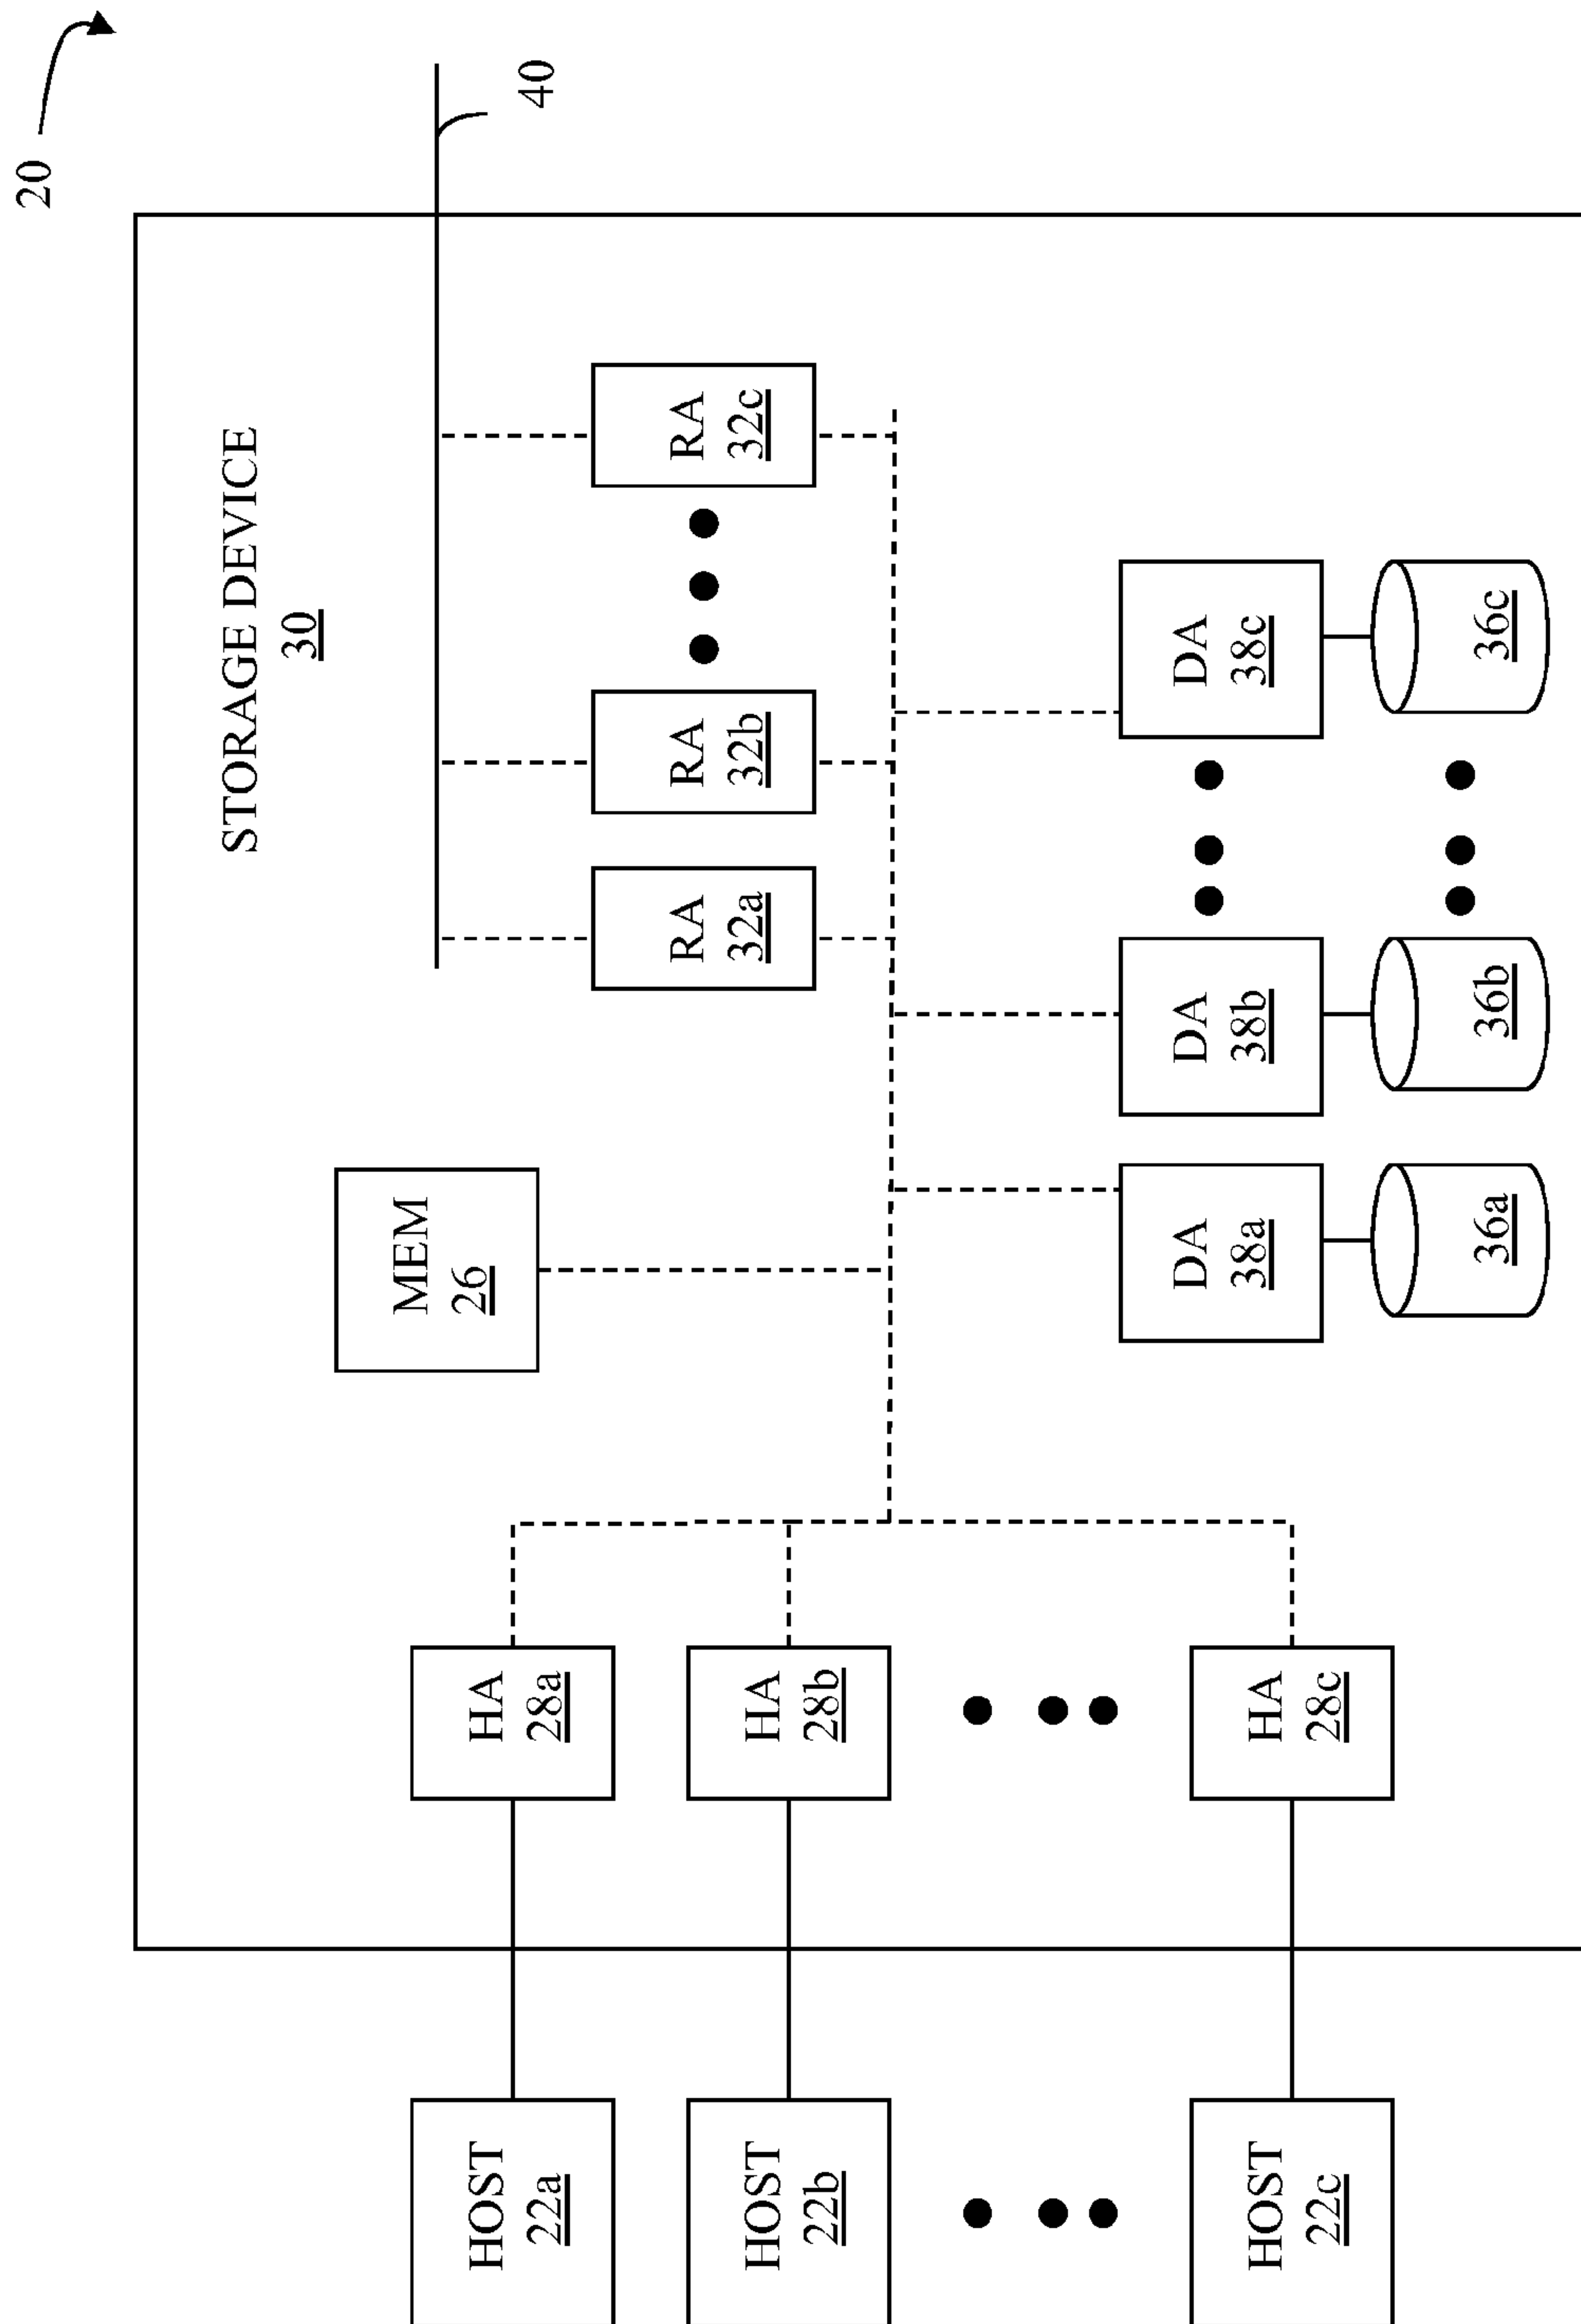 20
STORAGE DEVICE
30
40
MEM
26
RA
32a
RA
32b
RA
32c
HOST
22a
HA
28a
HOST
22b
HA
28b
HOST
22c
HA
28c
DA
38a
DA
38b
DA
38c
36a
36b
36c